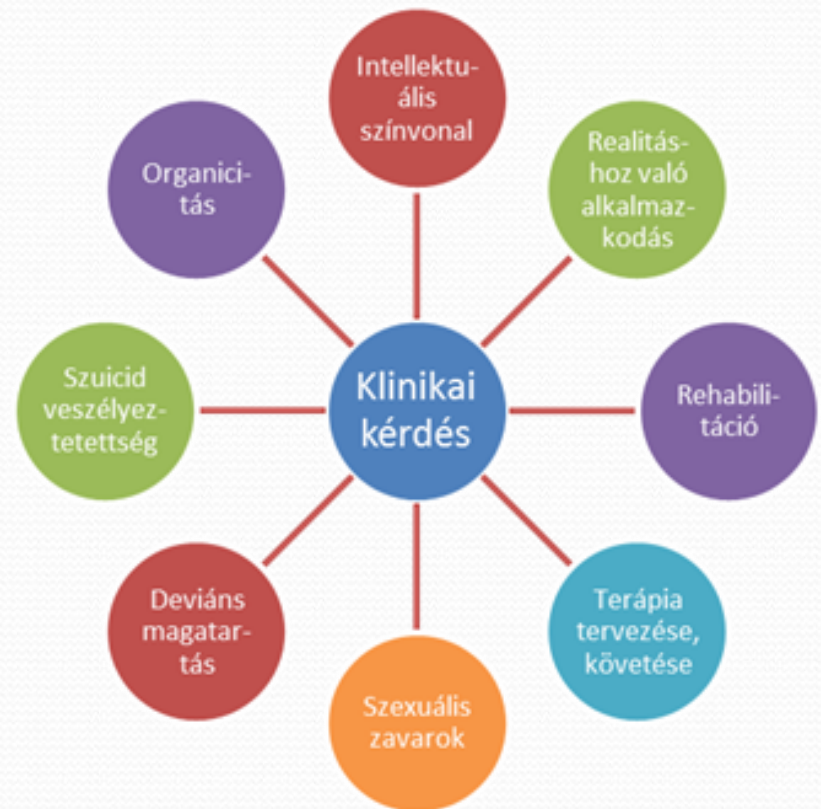 Intellektu-
ális
színvonal
Realitás-
hoz való
alkalmaz-
kodás
Rehabili-
táció
Terápia
tervezése,
követése
Szexuális
zavarok
Deviáns
magatar-
tás
Szuicid
veszélyez-
tetettség
Organici-
tás
Klinikai
kérdés